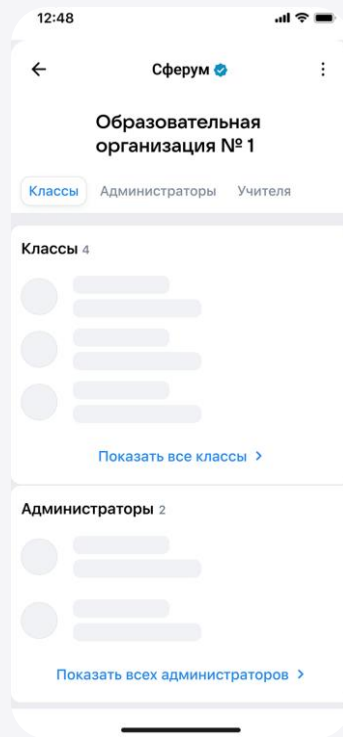 12:48
Сферум
Образовательная
организация № 1
Классы Администраторы Учителя
Классы 4
Показать все классы
Администраторы 2
Показать всех администраторов